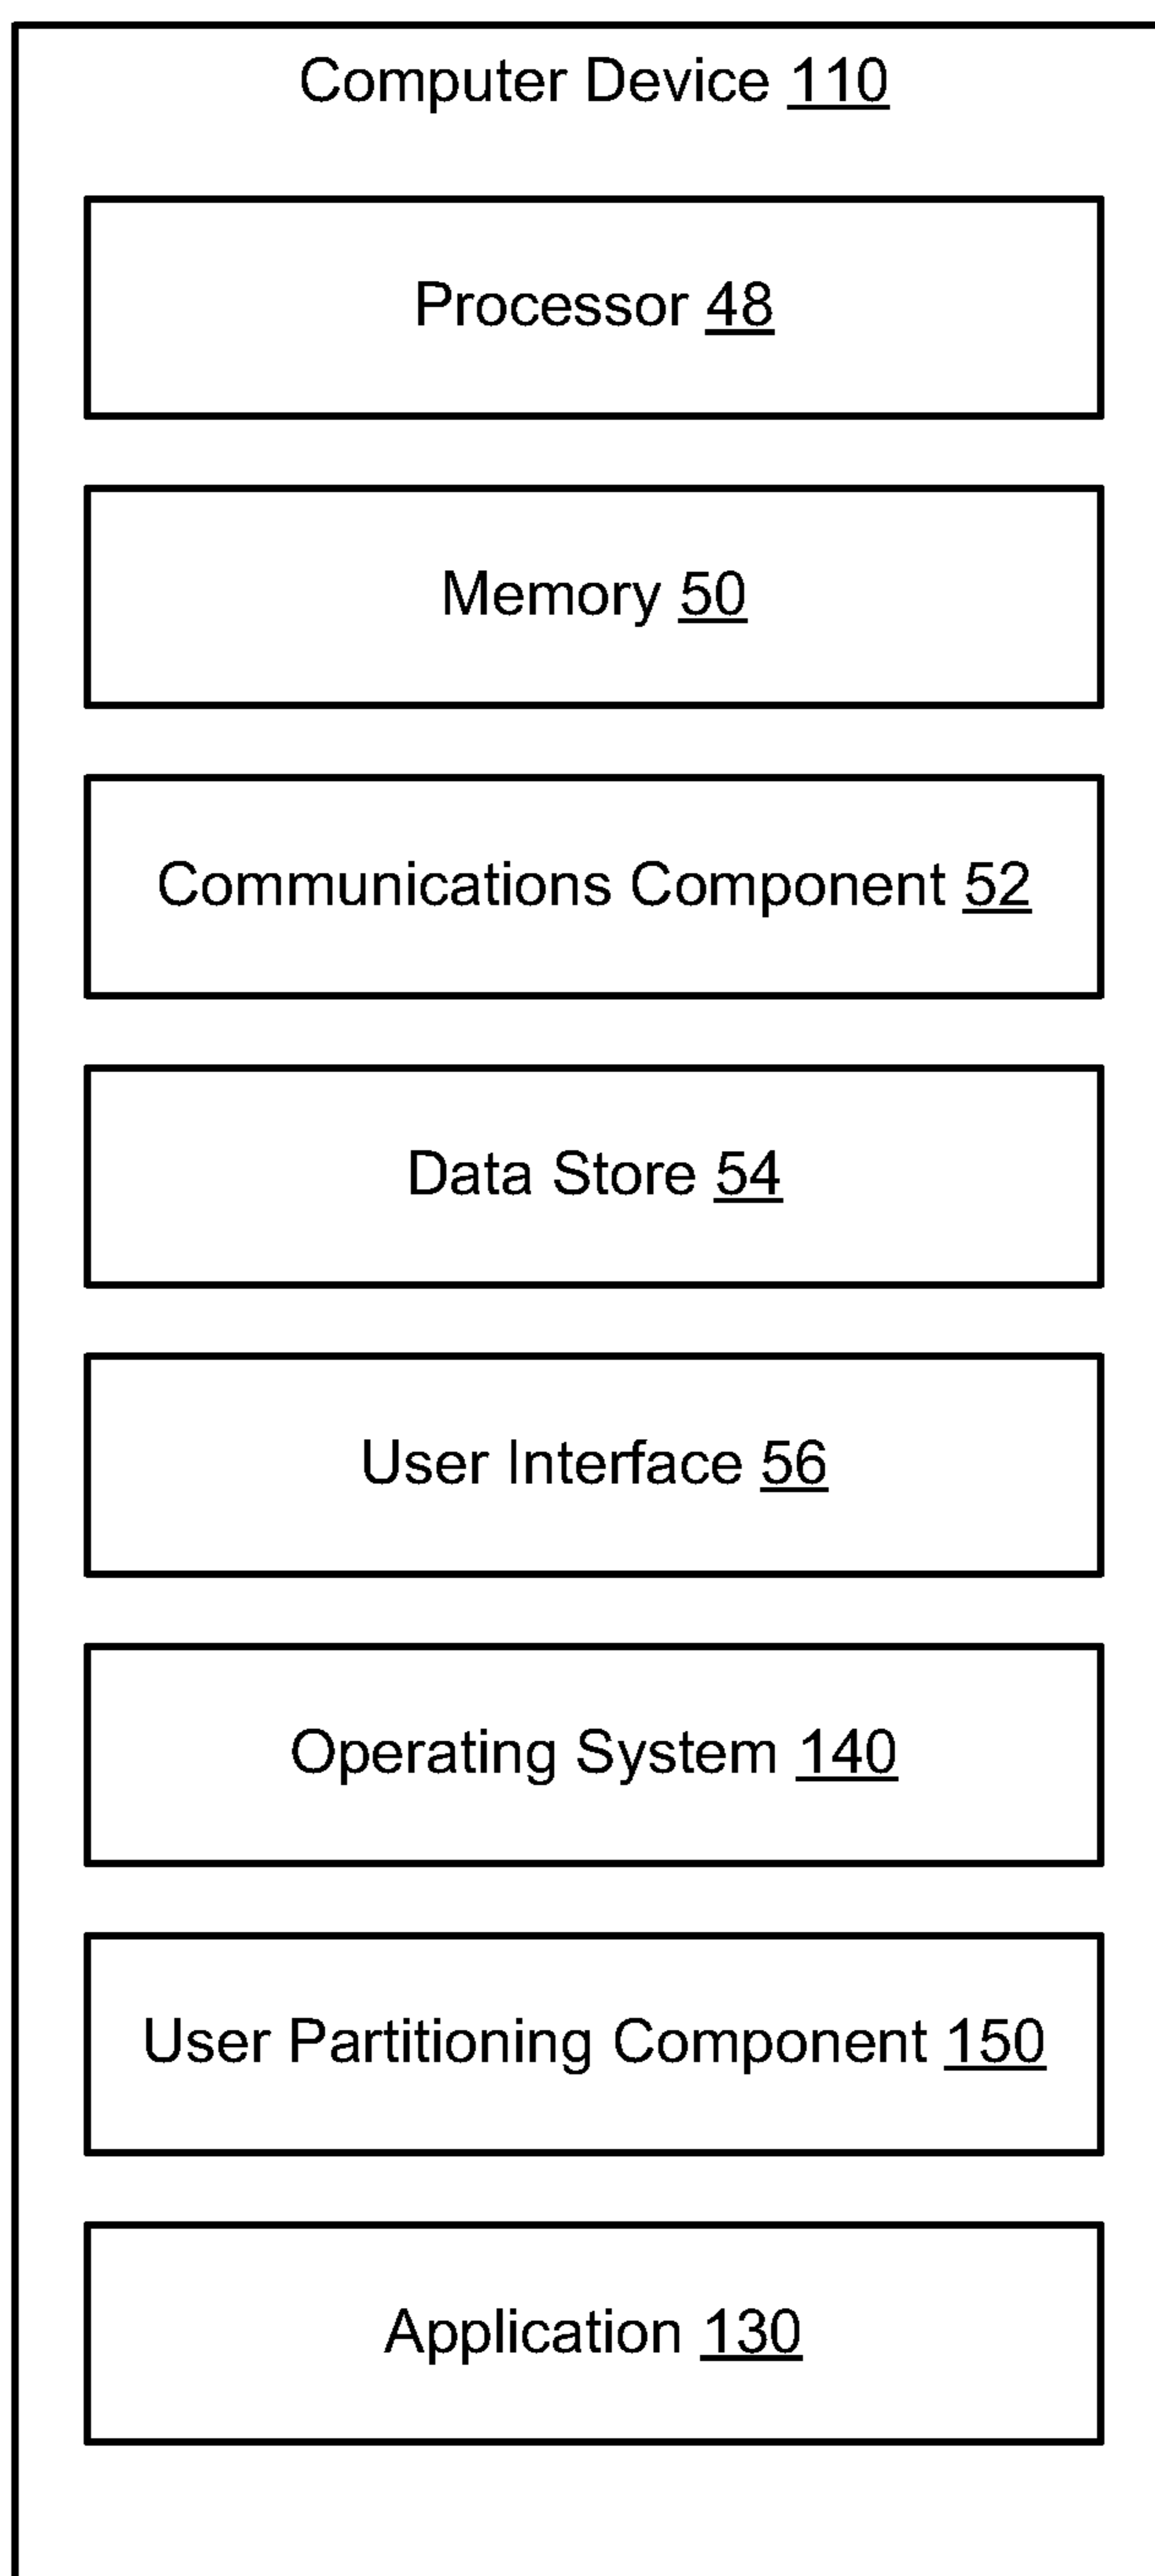 Computer Device 110
Processor 48
Memory 50
Communications Component 52
Data Store 54
User Interface 56
Operating System 140
User Partitioning Component 150
Application 130